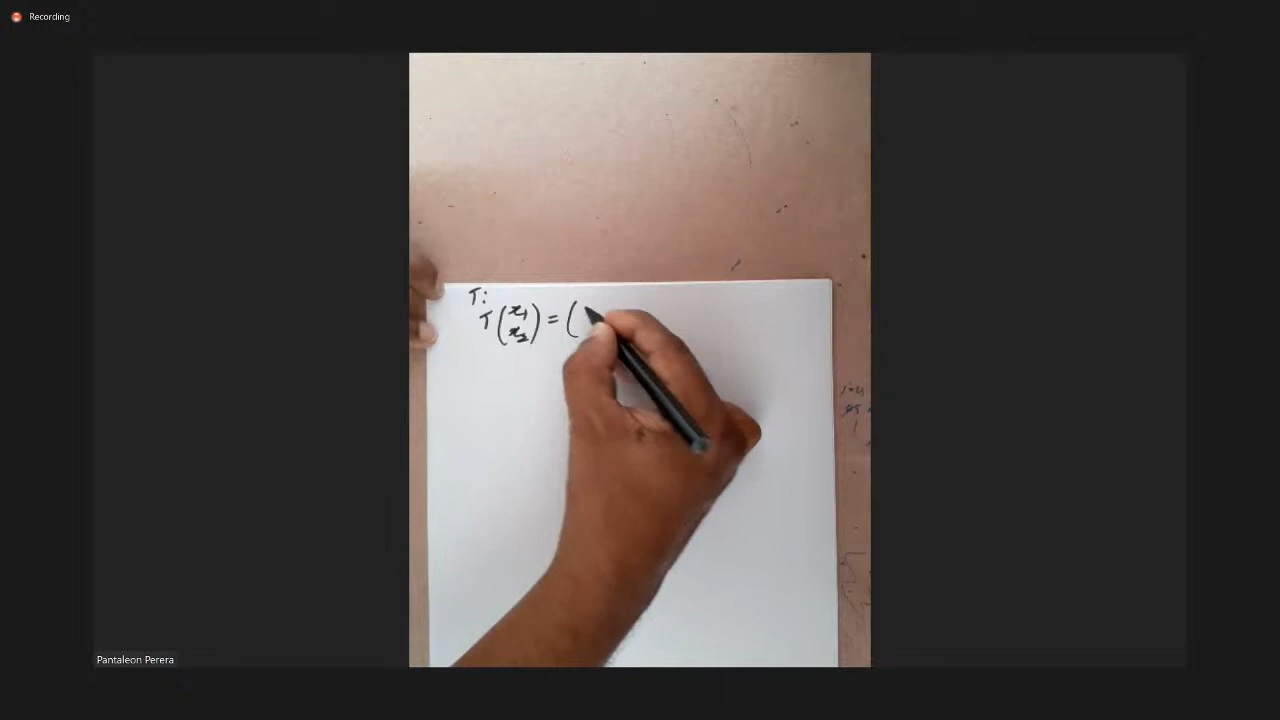 Recording
T:
T(x₁ x₂) = (
Pantaleon Perera